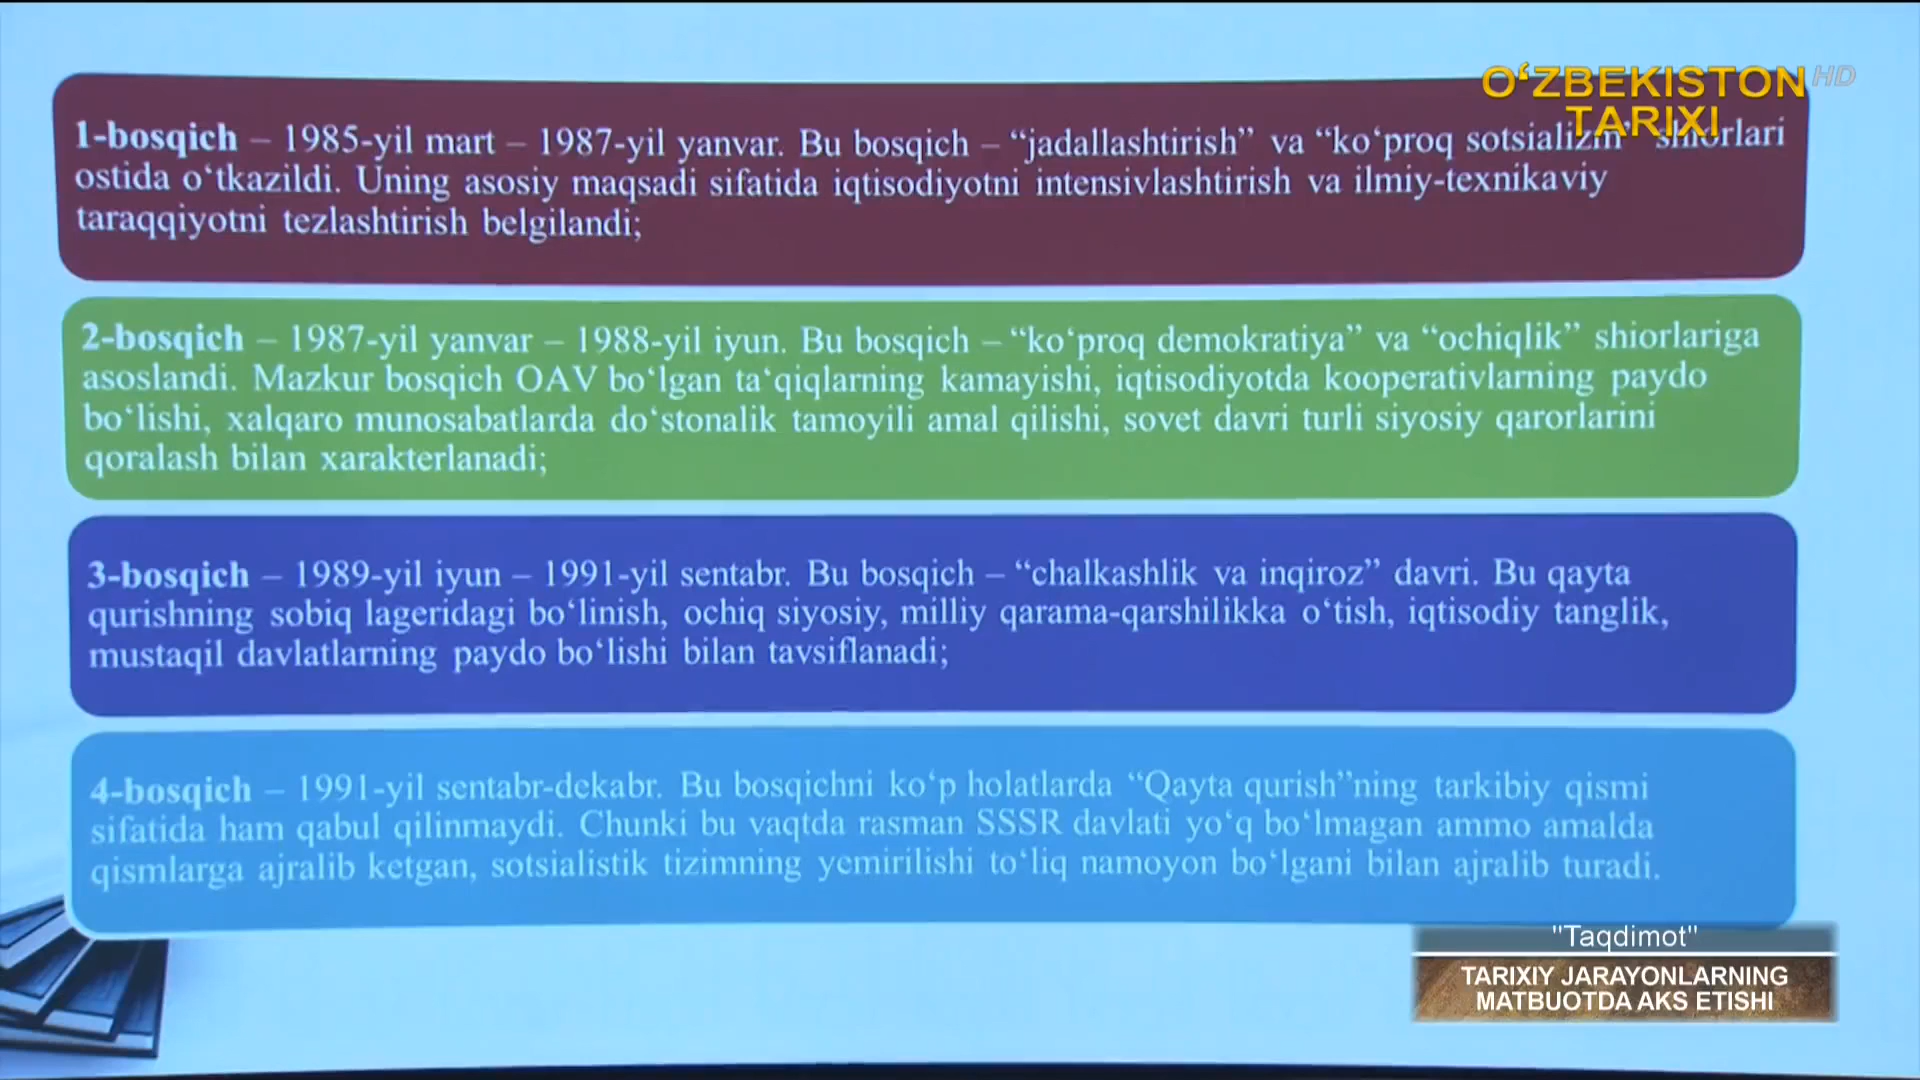 O‘ZBEKISTON HD
TARIXI
1-bosqich – 1985-yil mart – 1987-yil yanvar. Bu bosqich – “jadallashtirish” va “ko‘proq sotsializm” shiorlari
ostida o‘tkazildi. Uning asosiy maqsadi sifatida iqtisodiyotni intensivlashtirish va ilmiy-texnikaviy
taraqqiyotni tezlashtirish belgilandi;
2-bosqich – 1987-yil yanvar – 1988-yil iyun. Bu bosqich – “ko‘proq demokratiya” va “ochiqlik” shiorlariga
asoslandi. Mazkur bosqich OAV bo‘lgan ta‘qiqlarning kamayishi, iqtisodiyotda kooperativlarning paydo
bo‘lishi, xalqaro munosabatlarda do‘stonalik tamoyili amal qilishi, sovet davri turli siyosiy qarorlarini
qoralash bilan xarakterlanadi;
3-bosqich – 1989-yil iyun – 1991-yil sentabr. Bu bosqich – “chalkashlik va inqiroz” davri. Bu qayta
qurishning sobiq lageridagi bo‘linish, ochiq siyosiy, milliy qarama-qarshilikka o‘tish, iqtisodiy tanglik,
mustaqil davlatlarning paydo bo‘lishi bilan tavsiflanadi;
4-bosqich – 1991-yil sentabr-dekabr. Bu bosqichni ko‘p holatlarda “Qayta qurish”ning tarkibiy qismi
sifatida ham qabul qilinmaydi. Chunki bu vaqtda rasman SSSR davlati yo‘q bo‘lmagan ammo amalda
qismlarga ajralib ketgan, sotsialistik tizimning yemirilishi to‘liq namoyon bo‘lgani bilan ajralib turadi.
"Taqdimot"
TARIXIY JARAYONLARNING
MATBUOTDA AKS ETISHI